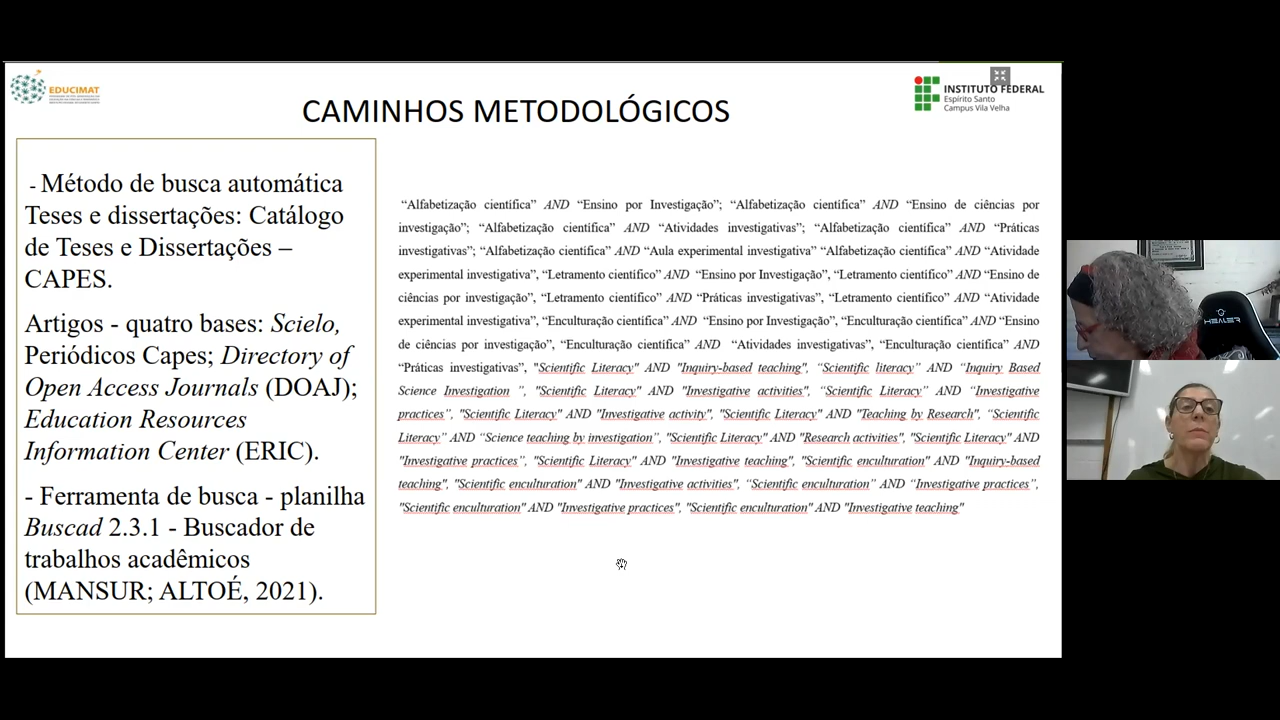 EDUCIMAT
INSTITUTO FEDERAL
Espírito Santo
Campus Vila Velha
CAMINHOS METODOLÓGICOS
- Método de busca automática
Teses e dissertações: Catálogo
de Teses e Dissertações –
CAPES.
Artigos - quatro bases: Scielo,
Periódicos Capes; Directory of
Open Access Journals (DOAJ);
Education Resources
Information Center (ERIC).
- Ferramenta de busca - planilha
Buscad 2.3.1 - Buscador de
trabalhos acadêmicos
(MANSUR; ALTOÉ, 2021).
“Alfabetização científica” AND “Ensino por Investigação”; “Alfabetização científica” AND “Ensino de ciências por
investigação”; “Alfabetização científica” AND “Atividades investigativas”; “Alfabetização científica” AND “Práticas
investigativas”; “Alfabetização científica” AND “Aula experimental investigativa” “Alfabetização científica” AND “Atividade
experimental investigativa”, “Letramento científico” AND “Ensino por Investigação”, “Letramento científico” AND “Ensino de
ciências por investigação”, “Letramento científico” AND “Práticas investigativas”, “Letramento científico” AND “Atividade
experimental investigativa”, “Enculturação científica” AND “Ensino por Investigação”, “Enculturação científica” AND “Ensino
de ciências por investigação”, “Enculturação científica” AND “Atividades investigativas”, “Enculturação científica” AND
“Práticas investigativas”, "Scientific Literacy" AND "Inquiry-based teaching", “Scientific literacy” AND “Inquiry Based
Science Investigation ”, "Scientific Literacy" AND "Investigative activities", “Scientific Literacy” AND “Investigative
practices”, "Scientific Literacy" AND "Investigative activity", "Scientific Literacy" AND "Teaching by Research", “Scientific
Literacy” AND “Science teaching by investigation”, "Scientific Literacy" AND "Research activities", "Scientific Literacy" AND
"Investigative practices”, "Scientific Literacy" AND "Investigative teaching", "Scientific enculturation" AND "Inquiry-based
teaching", "Scientific enculturation" AND "Investigative activities", “Scientific enculturation” AND “Investigative practices”,
"Scientific enculturation" AND "Investigative practices", "Scientific enculturation" AND "Investigative teaching"
HEALER